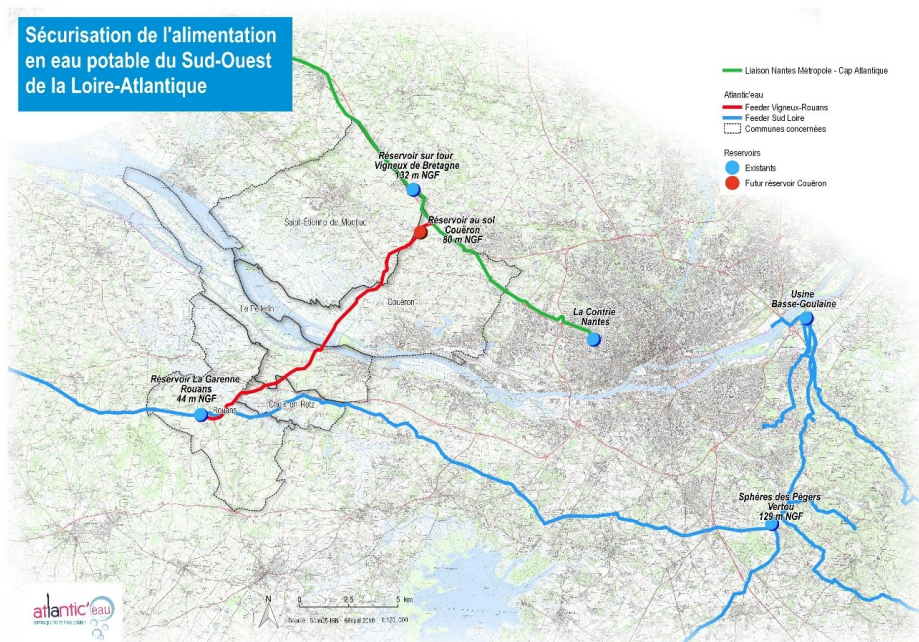 Sécurisation de l'alimentation
en eau potable du Sud-Ouest
de la Loire-Atlantique
Liaison Nantes Métropole - Cap Atlantique
Atlantic'eau
Feeder Vigneux-Rouans
Feeder Sud Loire
Communes concernées
Reservoirs
Existants
Futur réservoir Couëron
Réservoir sur tour
Vigneux de Bretagne
132 m NGF
Saint-Étienne de Montluc
Réservoir au sol
Couëron
80 m NGF
Couëron
Le Pellerin
La Contrie
Nantes
Usine
Basse-Goulaine
Réservoir La Garenne
Rouans
44 m NGF
Rouans
Sphères des Pégers
Vertou
129 m NGF
atlantic'eau
N
0 2.5 5 km